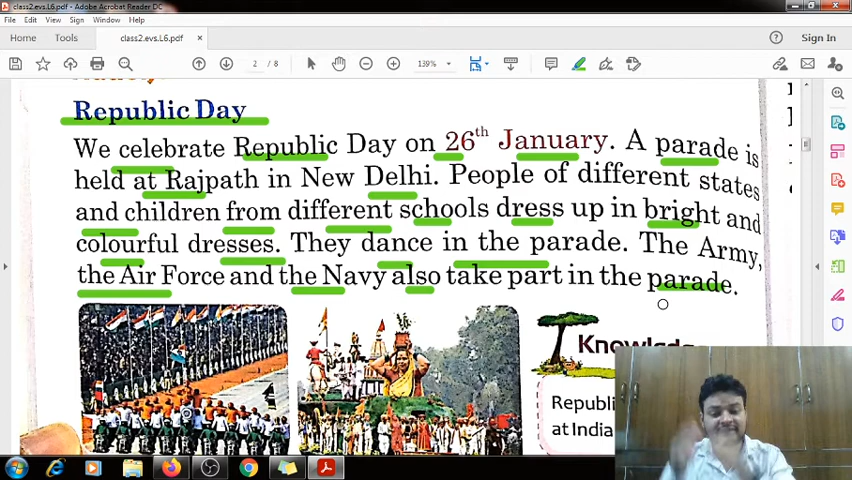 class2.evs.L6.pdf - Adobe Acrobat Reader DC
File Edit View Sign Window Help
Home Tools class2.evs.L6.pdf × Sign In
2 / 8 139%
Republic Day
We celebrate Republic Day on 26th January. A parade is
held at Rajpath in New Delhi. People of different states
and children from different schools dress up in bright and
colourful dresses. They dance in the parade. The Army,
the Air Force and the Navy also take part in the parade.
Republi
at India